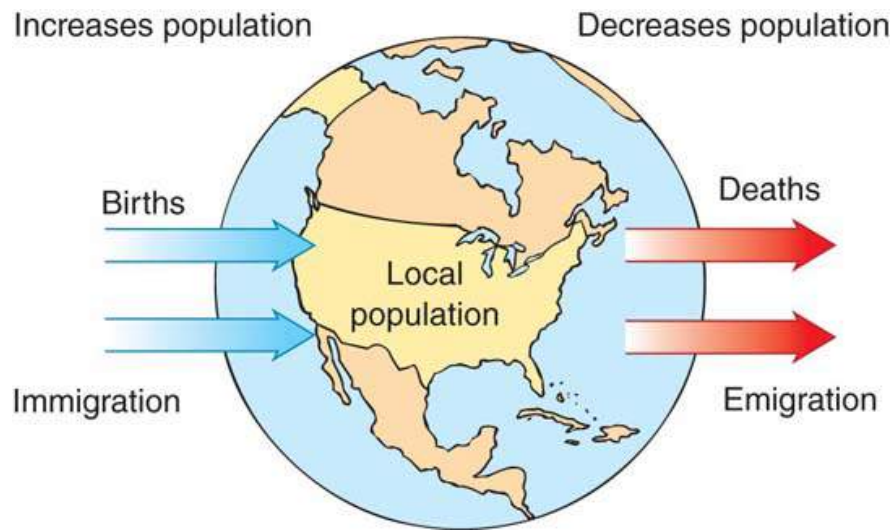 Increases population
Decreases population
Births
Deaths
Local
population
Immigration
Emigration